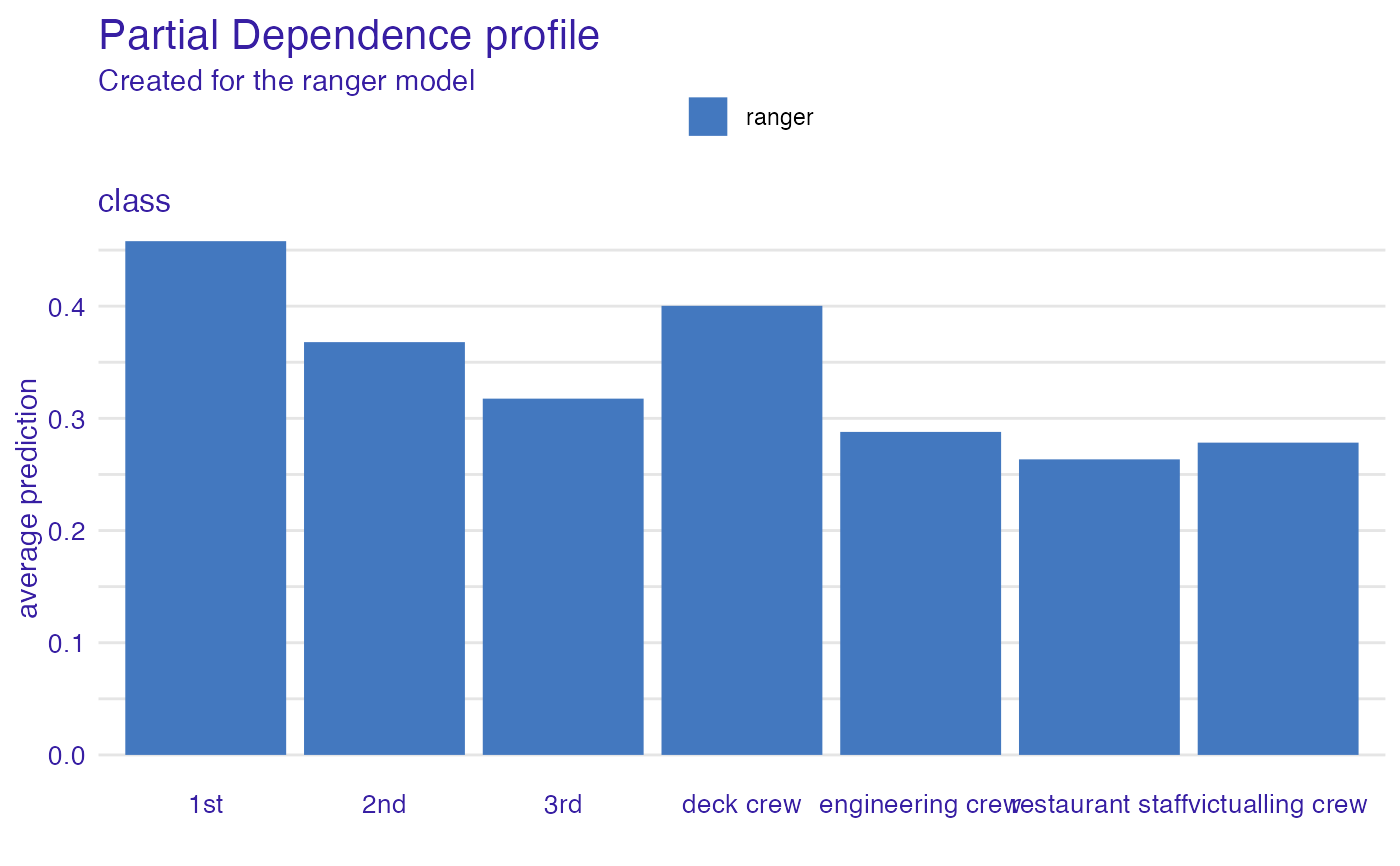 Partial Dependence profile
Created for the ranger model
ranger
class
average prediction
0.4
0.3
0.2
0.1
0.0
1st 2nd 3rd deck crew engineering crew restaurant staff victualling crew